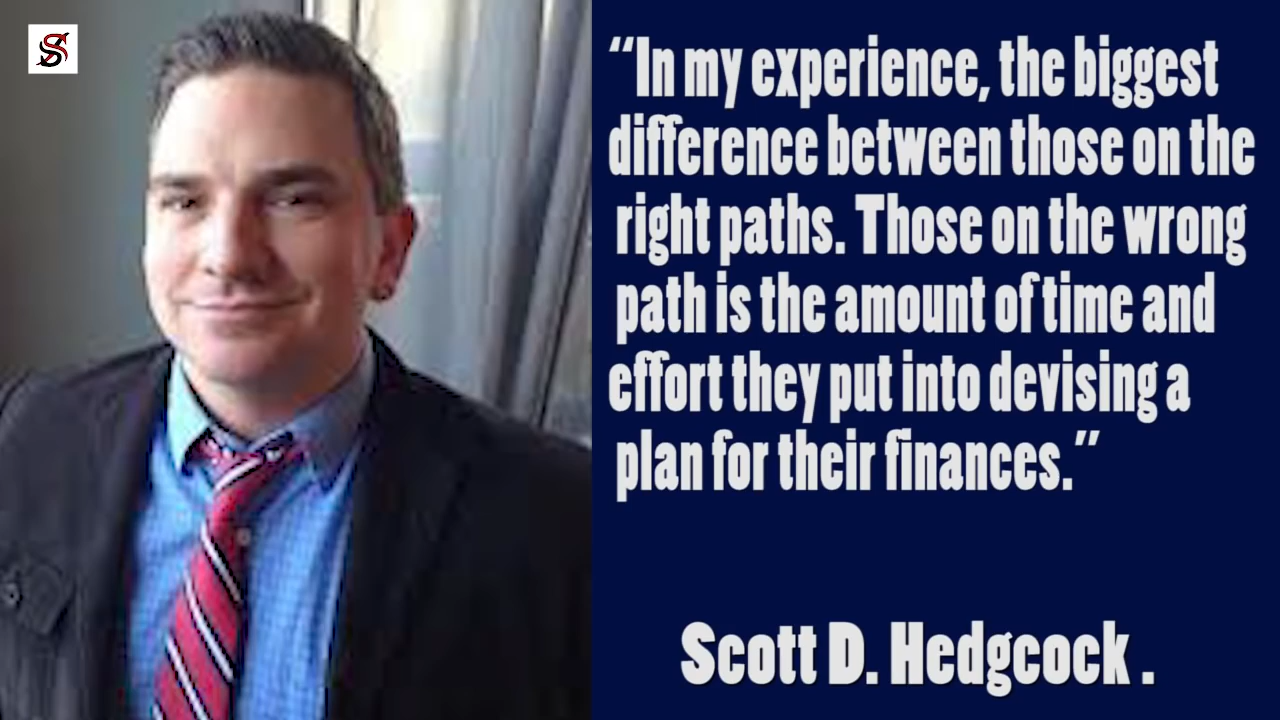 “In my experience, the biggest
difference between those on the
right paths. Those on the wrong
path is the amount of time and
effort they put into devising a
plan for their finances.”
Scott D. Hedgcock .